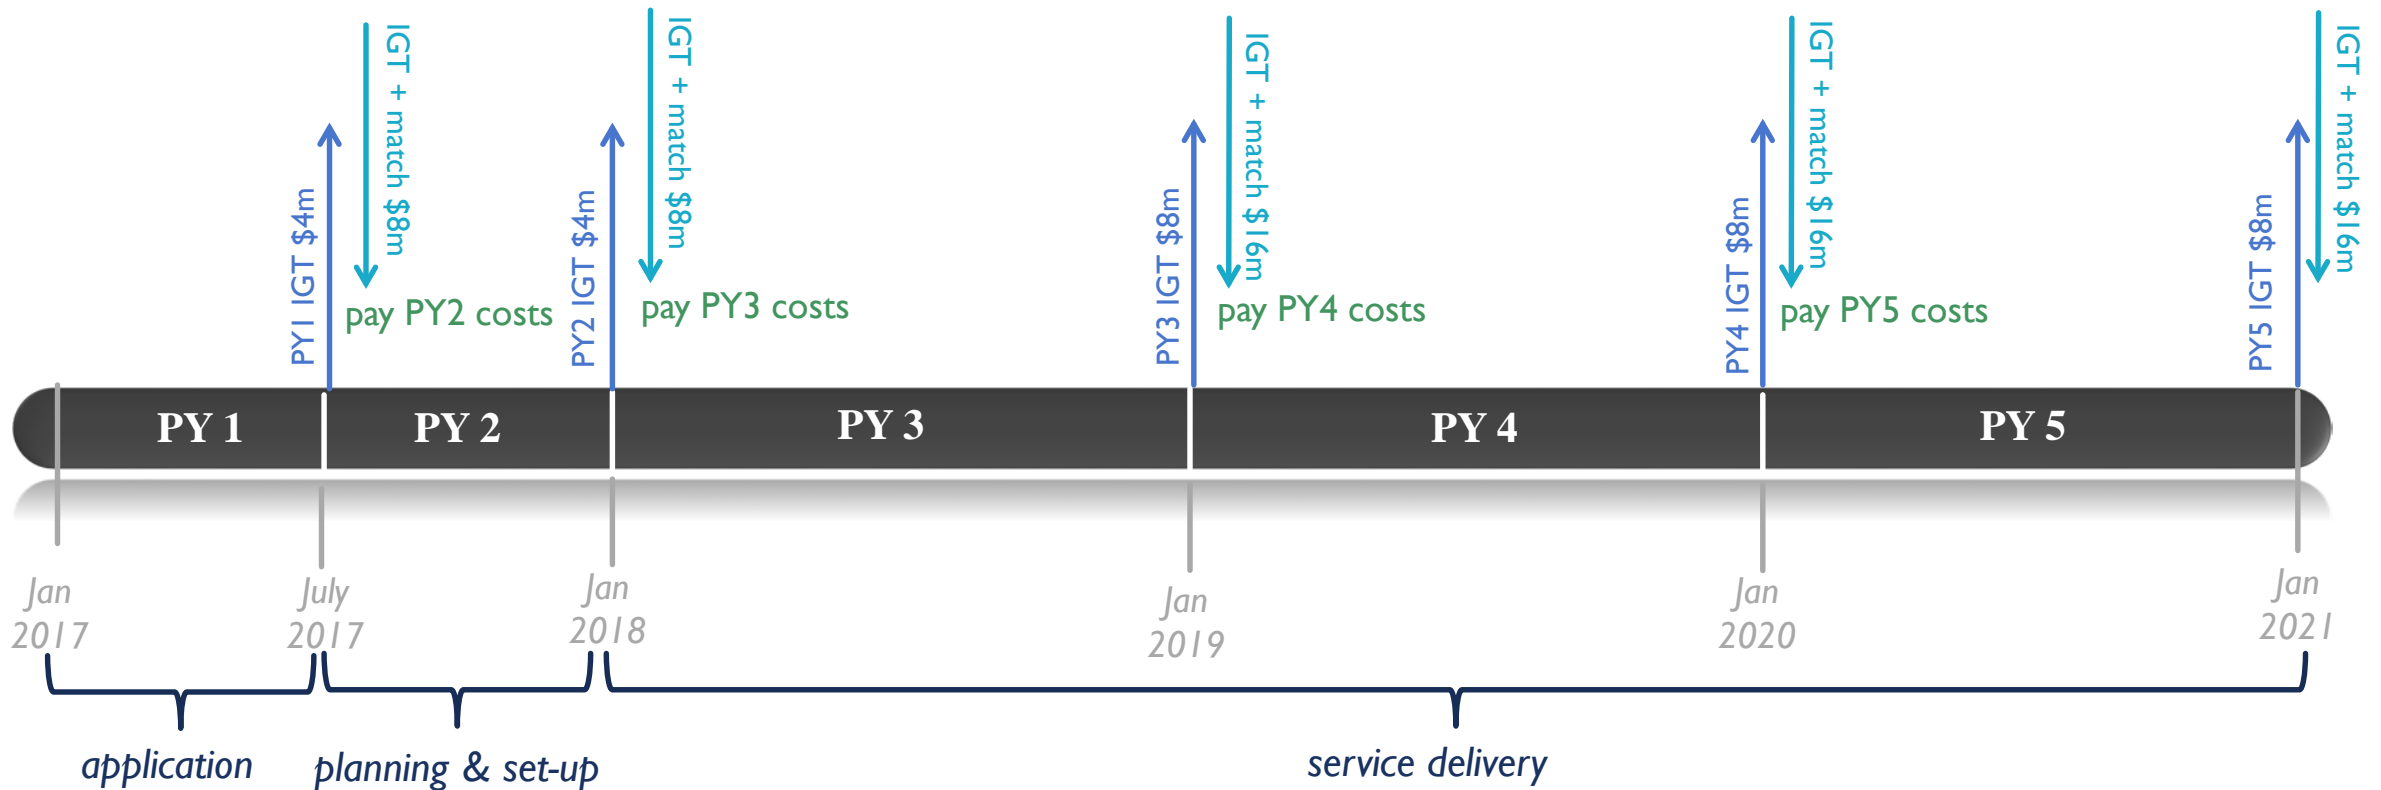 PY1 IGT $4m
IGT + match $8m
pay PY2 costs
PY2 IGT $4m
IGT + match $8m
pay PY3 costs
PY3 IGT $8m
IGT + match $16m
pay PY4 costs
PY4 IGT $8m
IGT + match $16m
pay PY5 costs
PY5 IGT $8m
IGT + match $16m
PY 1
PY 2
PY 3
PY 4
PY 5
Jan
2017
July
2017
Jan
2018
Jan
2019
Jan
2020
Jan
2021
application
planning & set-up
service delivery